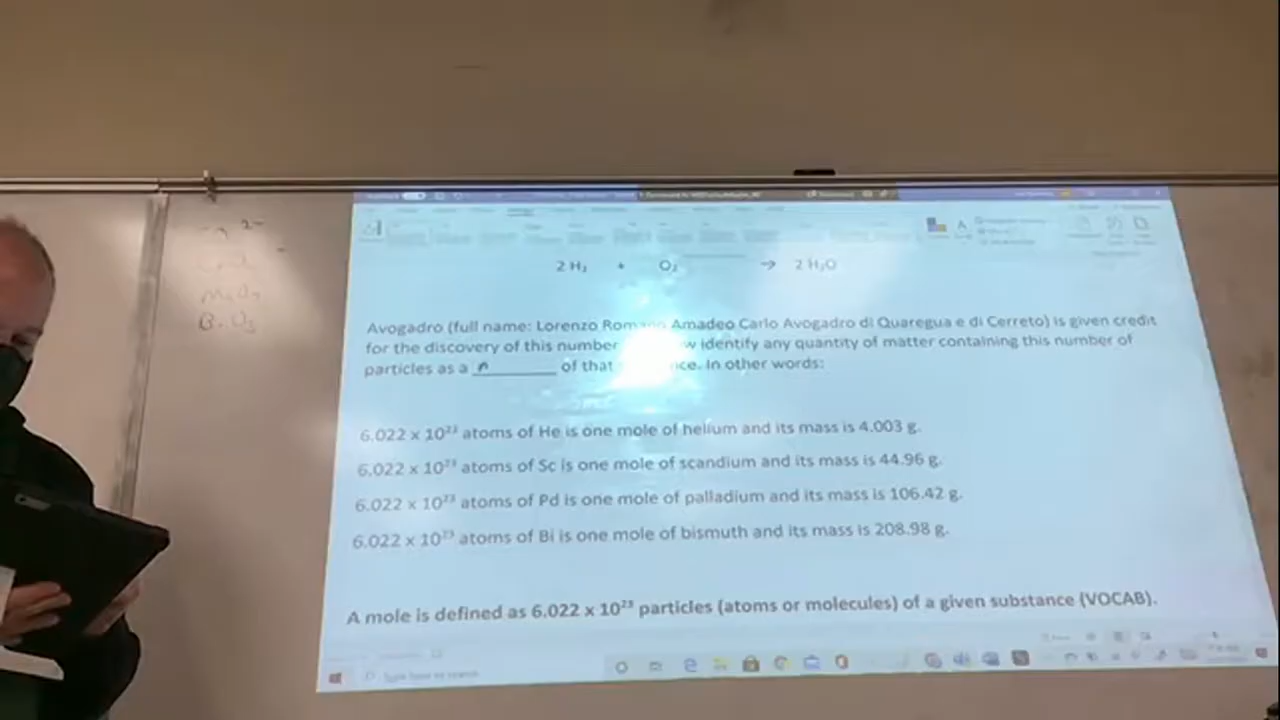 2 H₂ + O₂ → 2 H₂O
Avogadro (full name: Lorenzo Romano Amadeo Carlo Avogadro di Quaregua e di Cerreto) is given credit
for the discovery of this number identify any quantity of matter containing this number of
particles as a ________ of that In other words:
6.022 x 10²³ atoms of He is one mole of helium and its mass is 4.003 g.
6.022 x 10²³ atoms of Sc is one mole of scandium and its mass is 44.96 g.
6.022 x 10²³ atoms of Pd is one mole of palladium and its mass is 106.42 g.
6.022 x 10²³ atoms of Bi is one mole of bismuth and its mass is 208.98 g.
A mole is defined as 6.022 x 10²³ particles (atoms or molecules) of a given substance (VOCAB).
Type here to search